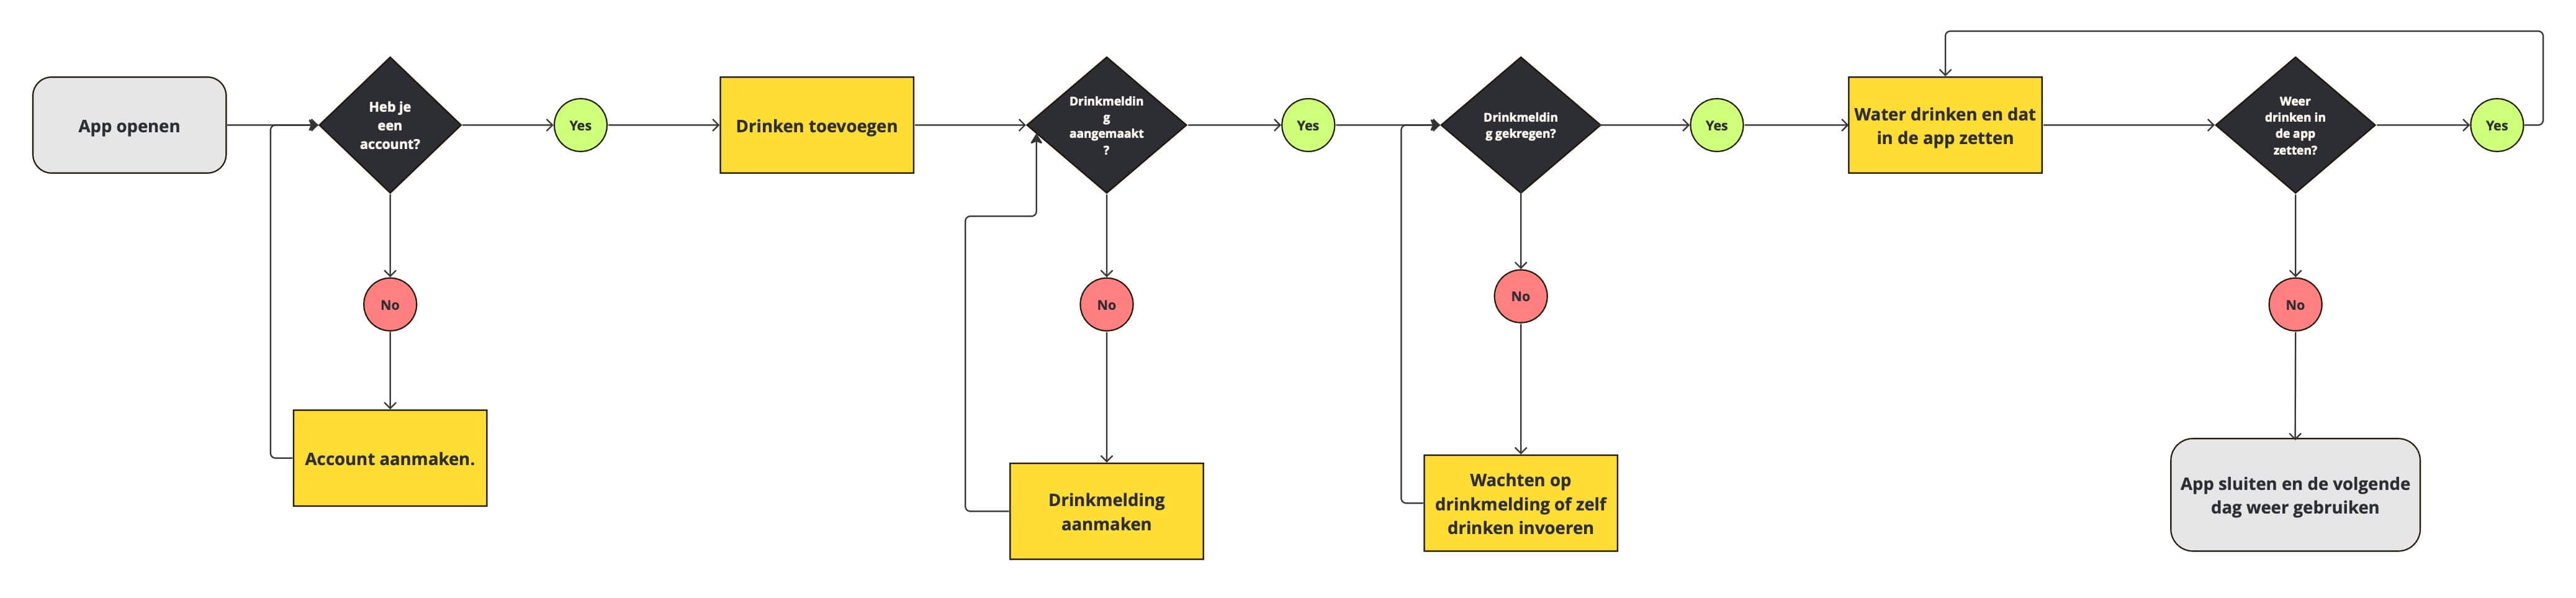 App openen
Heb je
een
account?
Yes
Drinken toevoegen
Drinkmeldin
g
aangemaakt
?
Yes
Drinkmeldin
g gekregen?
Yes
Water drinken en dat
in de app zetten
Weer
drinken in
de app
zetten?
Yes
No
No
No
No
Account aanmaken.
Drinkmelding
aanmaken
Wachten op
drinkmelding of zelf
drinken invoeren
App sluiten en de volgende
dag weer gebruiken